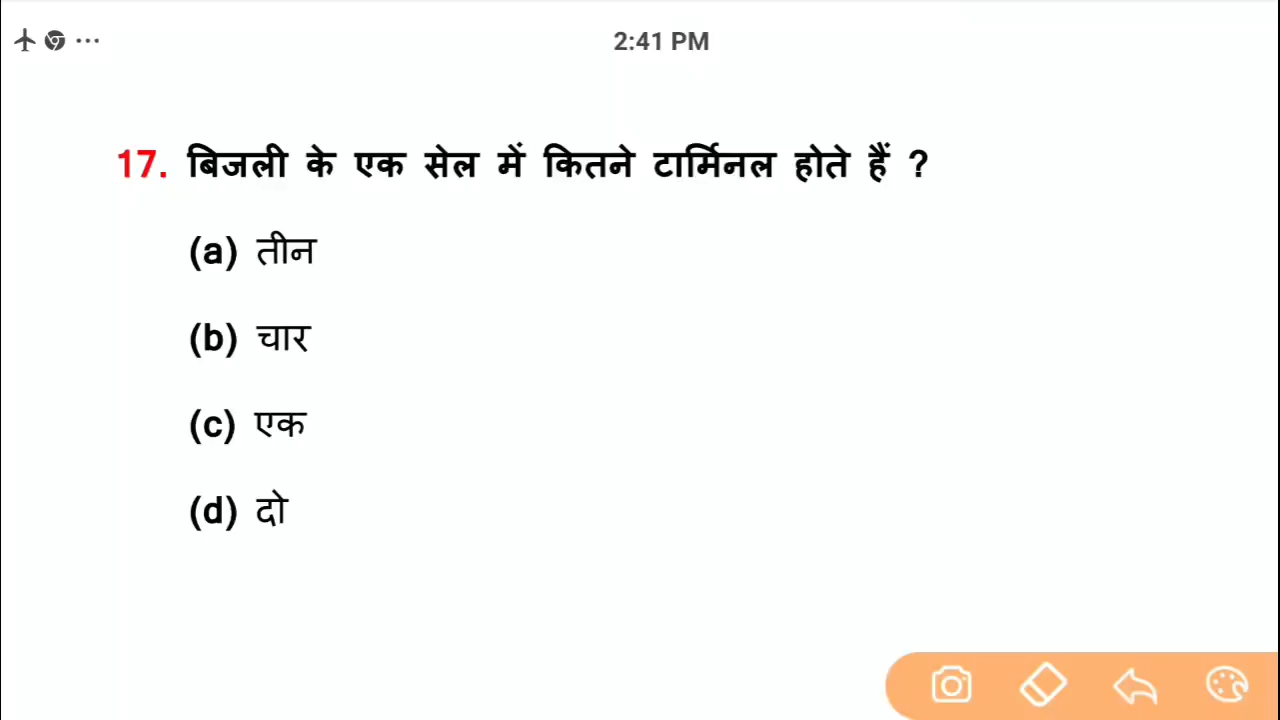 2:41 PM
17. बिजली के एक सेल में कितने टार्मिनल होते हैं ?
(a) तीन
(b) चार
(c) एक
(d) दो